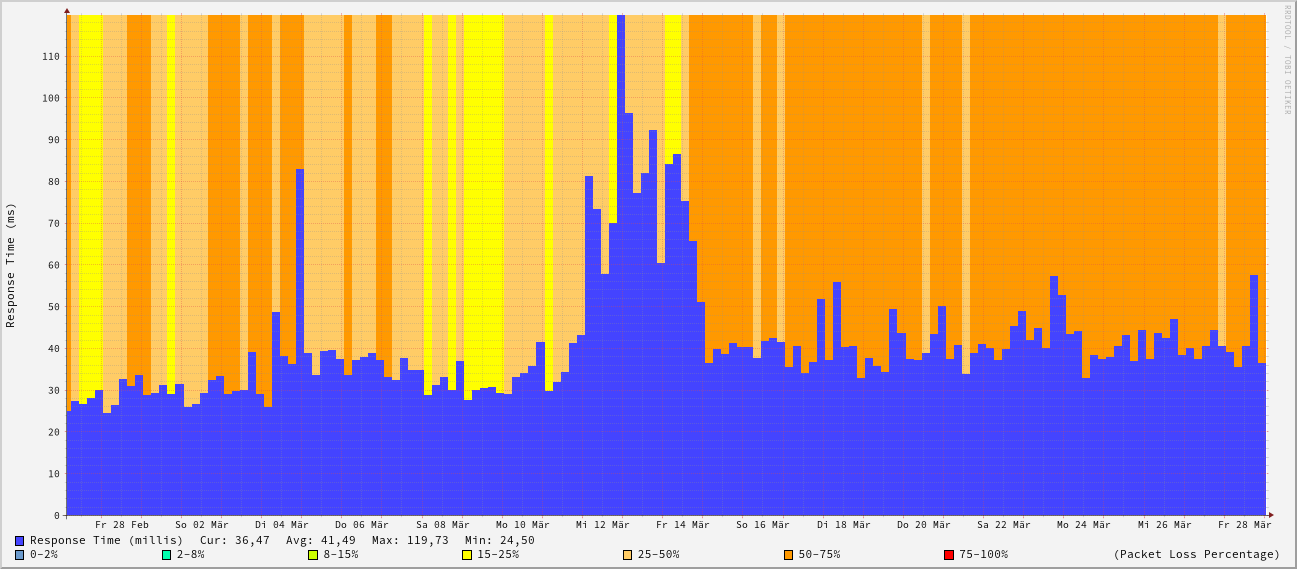 RRDTOOL / TOBI OETIKER
Response Time (ms)
110
100
90
80
70
60
50
40
30
20
10
0
Fr 28 Feb So 02 Mär Di 04 Mär Do 06 Mär Sa 08 Mär Mo 10 Mär Mi 12 Mär Fr 14 Mär So 16 Mär Di 18 Mär Do 20 Mär Sa 22 Mär Mo 24 Mär Mi 26 Mär Fr 28 Mär
Response Time (millis) Cur: 36,47 Avg: 41,49 Max: 119,73 Min: 24,50
0-2% 2-8% 8-15% 15-25% 25-50% 50-75% 75-100% (Packet Loss Percentage)